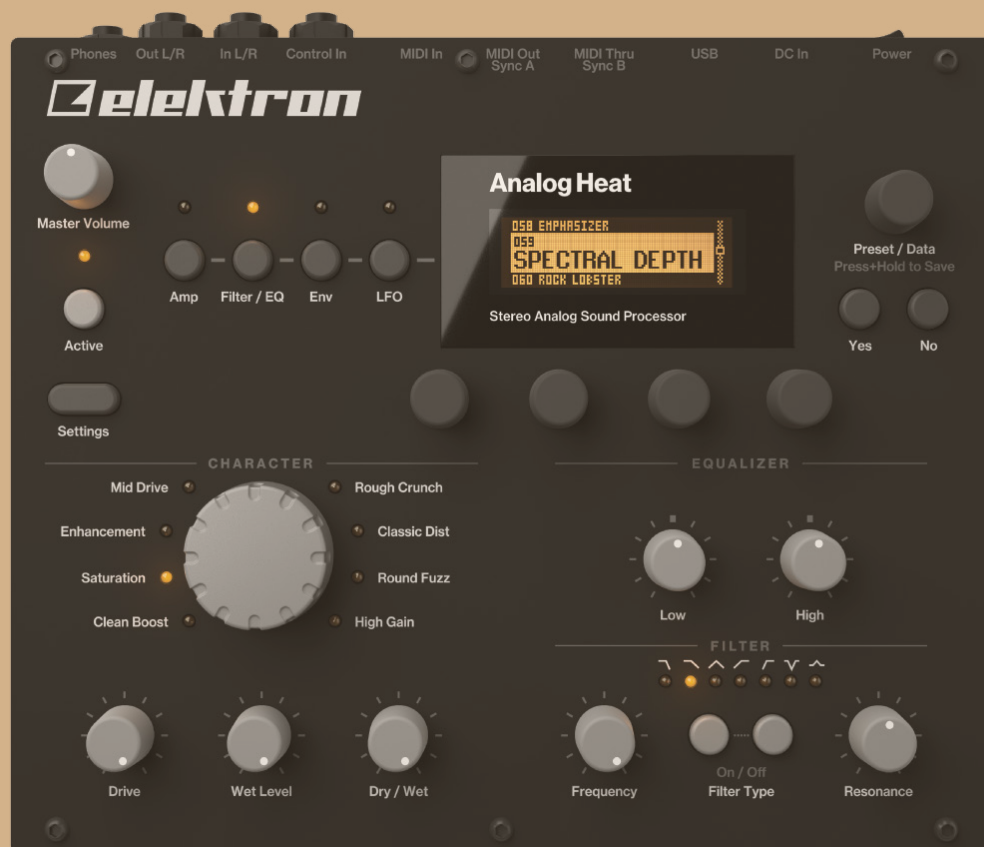 Phones Out L/R In L/R Control In MIDI In MIDI Out MIDI Thru USB DC In Power
Sync A Sync B
elektron
Analog Heat
058 EMPHASIZER
059
SPECTRAL DEPTH
060 ROCK LOBSTER
Stereo Analog Sound Processor
Master Volume
Amp Filter / EQ Env LFO
Active
Settings
Preset / Data
Press+Hold to Save
Yes No
CHARACTER
Mid Drive Rough Crunch
Enhancement Classic Dist
Saturation Round Fuzz
Clean Boost High Gain
Drive Wet Level Dry / Wet
EQUALIZER
Low High
FILTER
On / Off
Frequency Filter Type Resonance